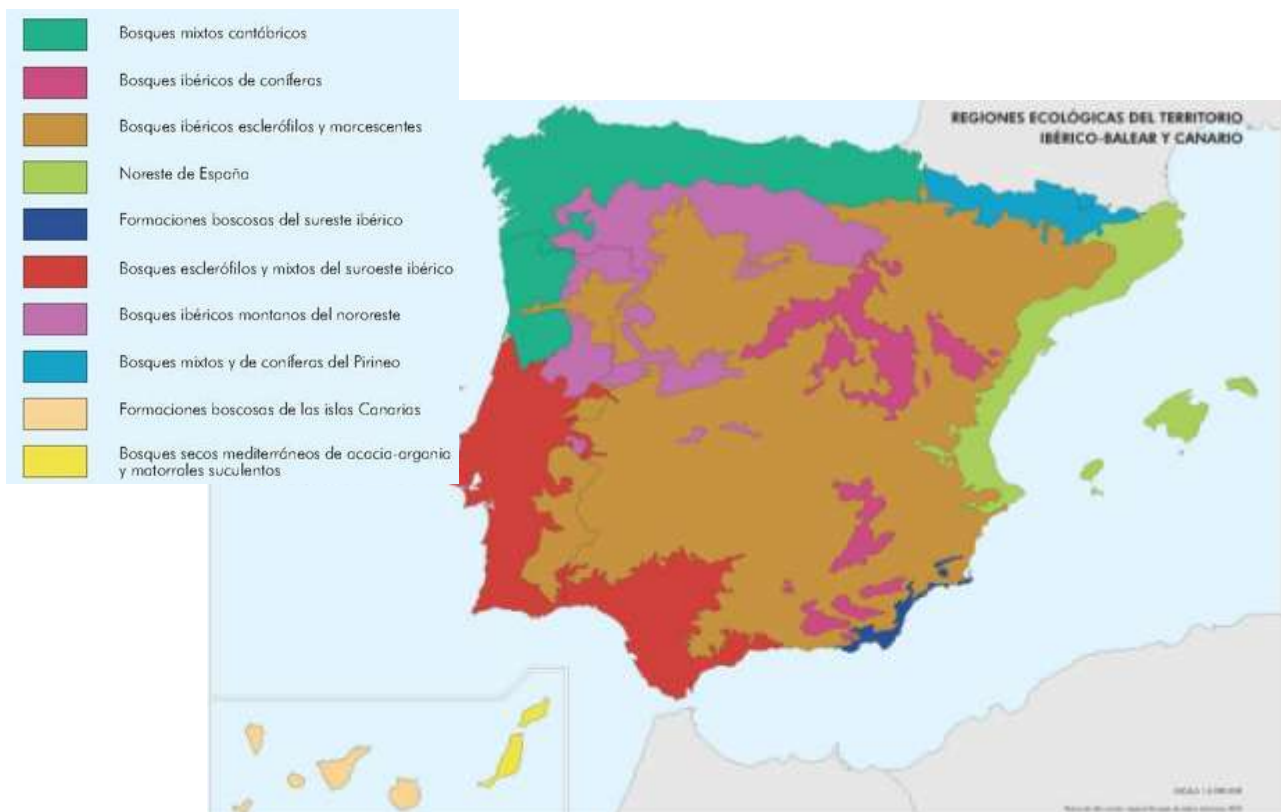 Bosques mixtos cantábricos
Bosques ibéricos de coníferas
Bosques ibéricos esclerófilos y marcescentes
Noreste de España
Formaciones boscosas del sureste ibérico
Bosques esclerófilos y mixtos del suroeste ibérico
Bosques ibéricos montanos del nororeste
Bosques mixtos y de coníferas del Pirineo
Formaciones boscosas de las islas Canarias
Bosques secos mediterráneos de acacia-argania
y matorrales suculentos
REGIONES ECOLÓGICAS DEL TERRITORIO
IBÉRICO-BALEAR Y CANARIO